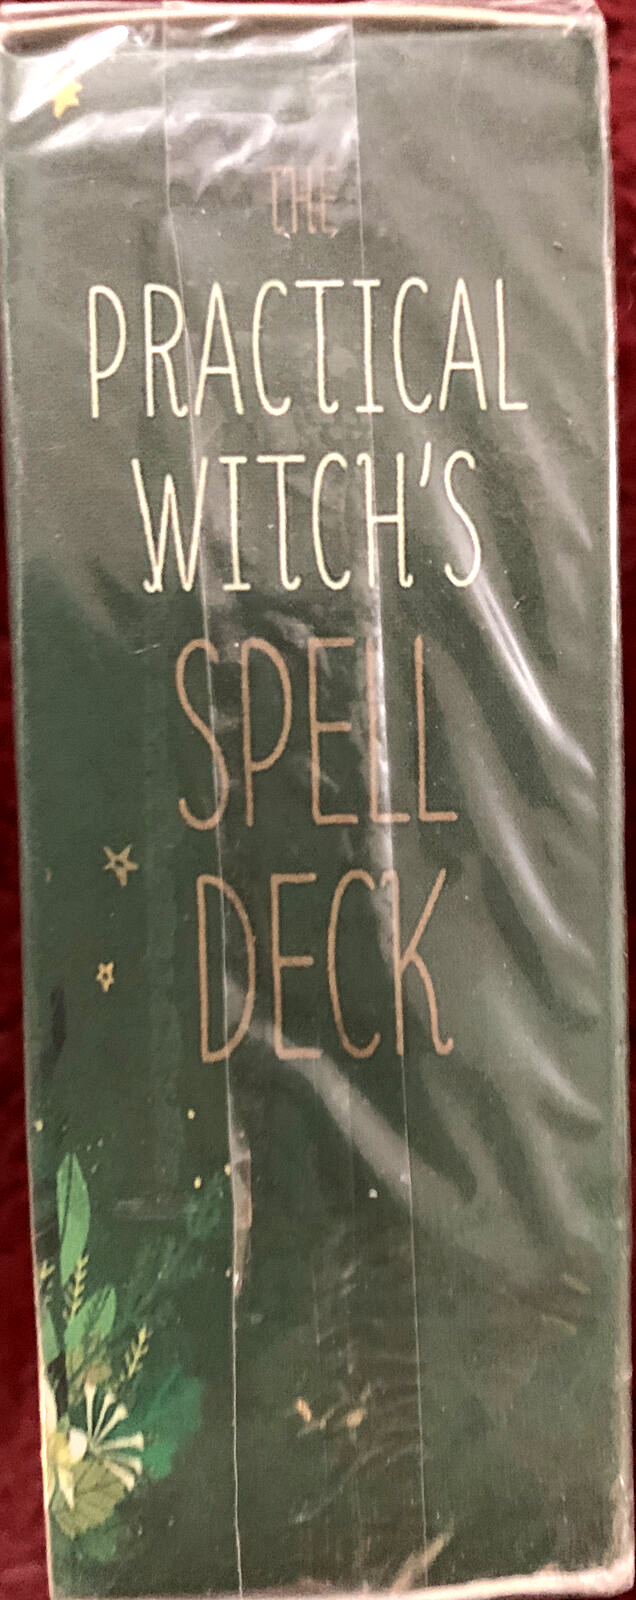 THE
PRACTICAL
WITCH'S
SPELL
DECK